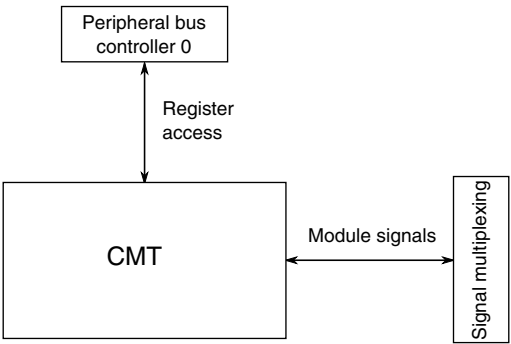 Peripheral bus
controller 0
Register
access
CMT
Module signals
Signal multiplexing